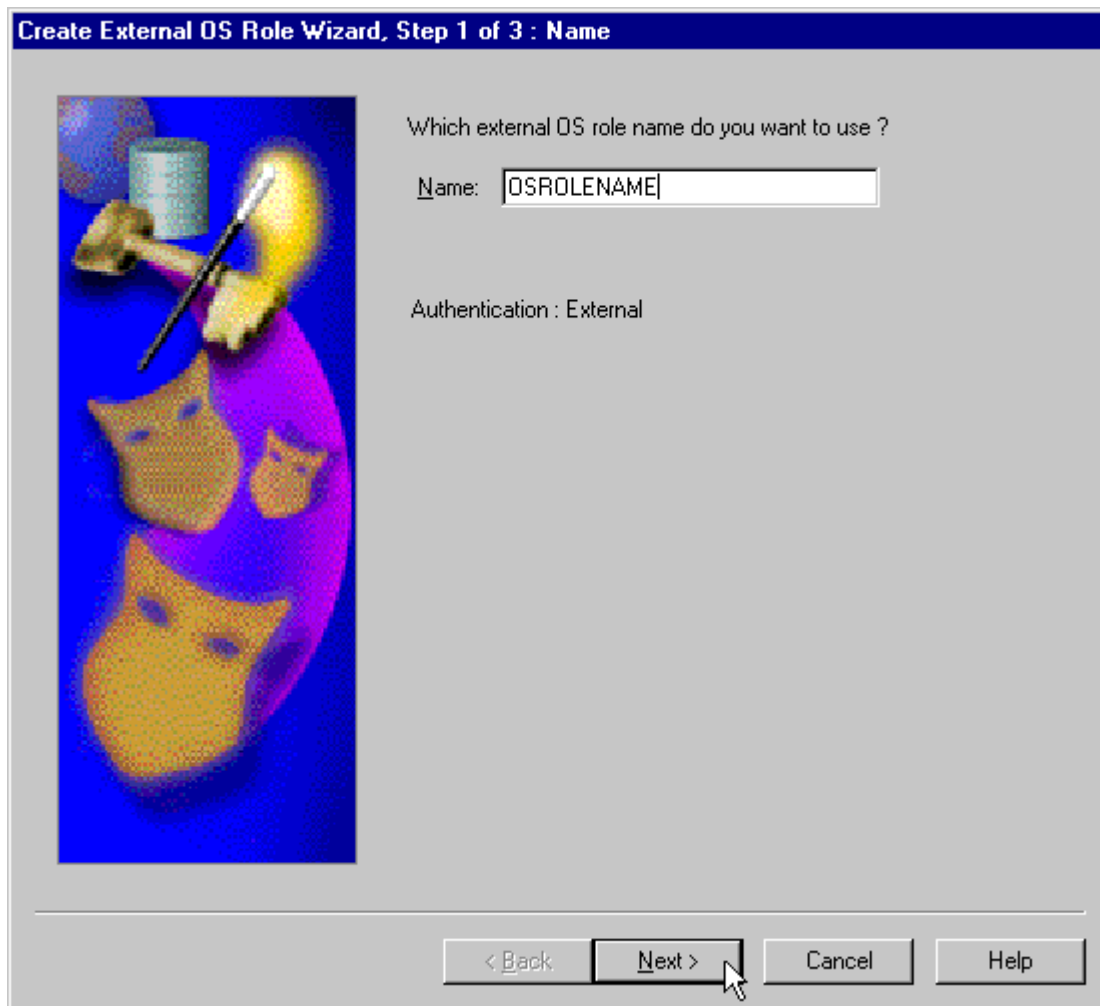 Create External OS Role Wizard, Step 1 of 3 : Name
Which external OS role name do you want to use ?
Name: OSROLENAME
Authentication : External
< Back Next > Cancel Help